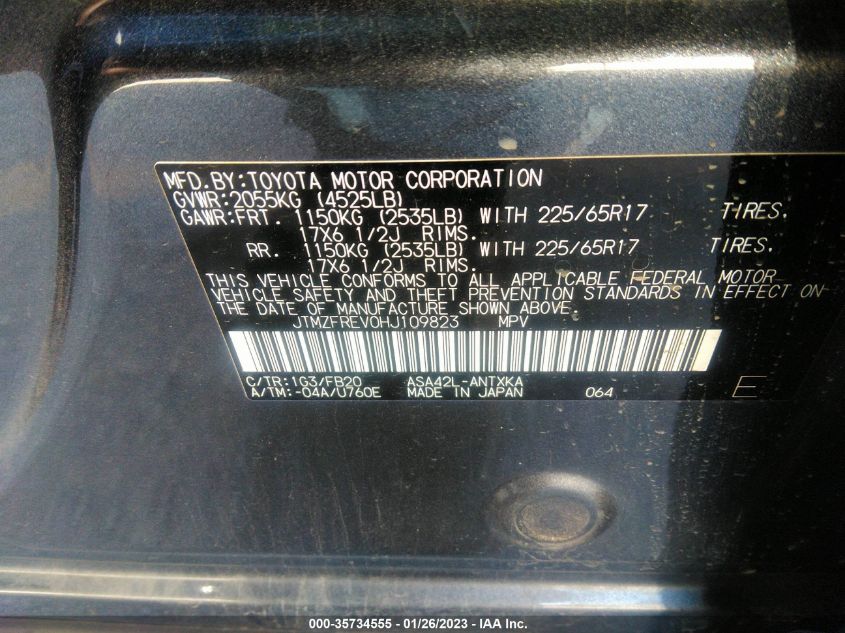 MFD.BY:TOYOTA MOTOR CORPORATION
GVWR:2055KG (4525LB)
GAWR:FRT. 1150KG (2535LB) WITH 225/65R17 TIRES.
17X6 1/2J RIMS.
RR. 1150KG (2535LB) WITH 225/65R17 TIRES.
17X6 1/2J RIMS.
THIS VEHICLE CONFORMS TO ALL APPLICABLE FEDERAL MOTOR
VEHICLE SAFETY AND THEFT PREVENTION STANDARDS IN EFFECT ON
THE DATE OF MANUFACTURE SHOWN ABOVE.
JTMZFREV0HJ109823 MPV
C/TR:1G3/FB20 ASA42L-ANTXKA
A/TM:-04A/U760E MADE IN JAPAN 064 E
000-35734555 - 01/26/2023 - IAA Inc.